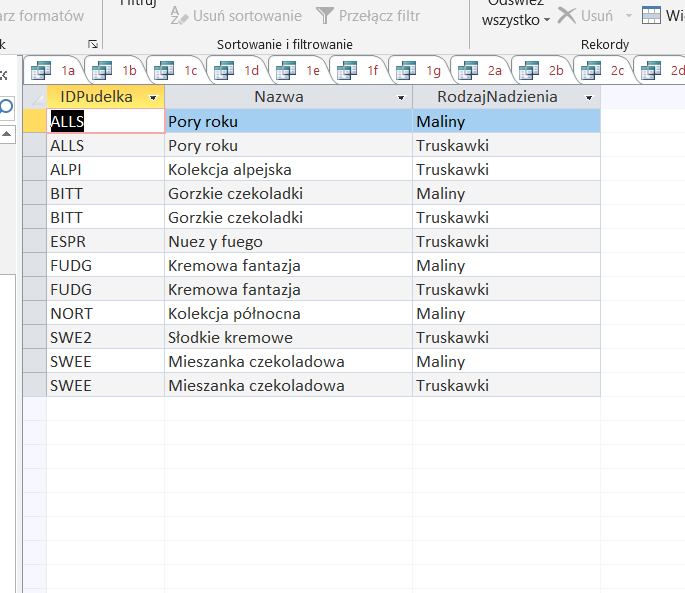 Filtruj
Odśwież
arz formatów
Usuń sortowanie
Przełącz filtr
wszystko
Usuń
Wi
k
Sortowanie i filtrowanie
Rekordy
1a 1b 1c 1d 1e 1f 1g 2a 2b 2c 2d
IDPudelka Nazwa RodzajNadzienia
ALLS Pory roku Maliny
ALLS Pory roku Truskawki
ALPI Kolekcja alpejska Truskawki
BITT Gorzkie czekoladki Maliny
BITT Gorzkie czekoladki Truskawki
ESPR Nuez y fuego Truskawki
FUDG Kremowa fantazja Maliny
FUDG Kremowa fantazja Truskawki
NORT Kolekcja północna Maliny
SWE2 Słodkie kremowe Truskawki
SWEE Mieszanka czekoladowa Maliny
SWEE Mieszanka czekoladowa Truskawki